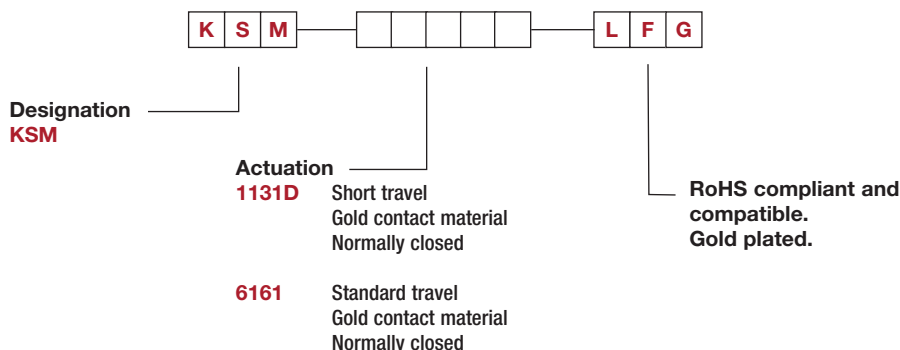 K S M L F G
Designation
KSM
Actuation
1131D Short travel
Gold contact material
Normally closed
6161 Standard travel
Gold contact material
Normally closed
RoHS compliant and
compatible.
Gold plated.